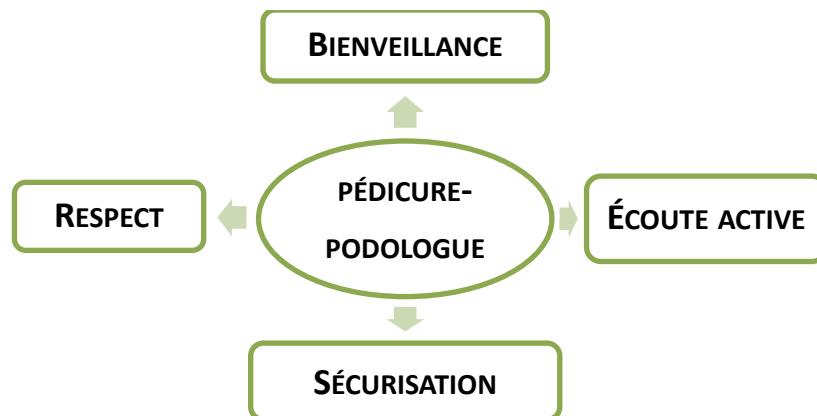 BIENVEILLANCE
RESPECT
PÉDICURE-
PODOLOGUE
ÉCOUTE ACTIVE
SÉCURISATION